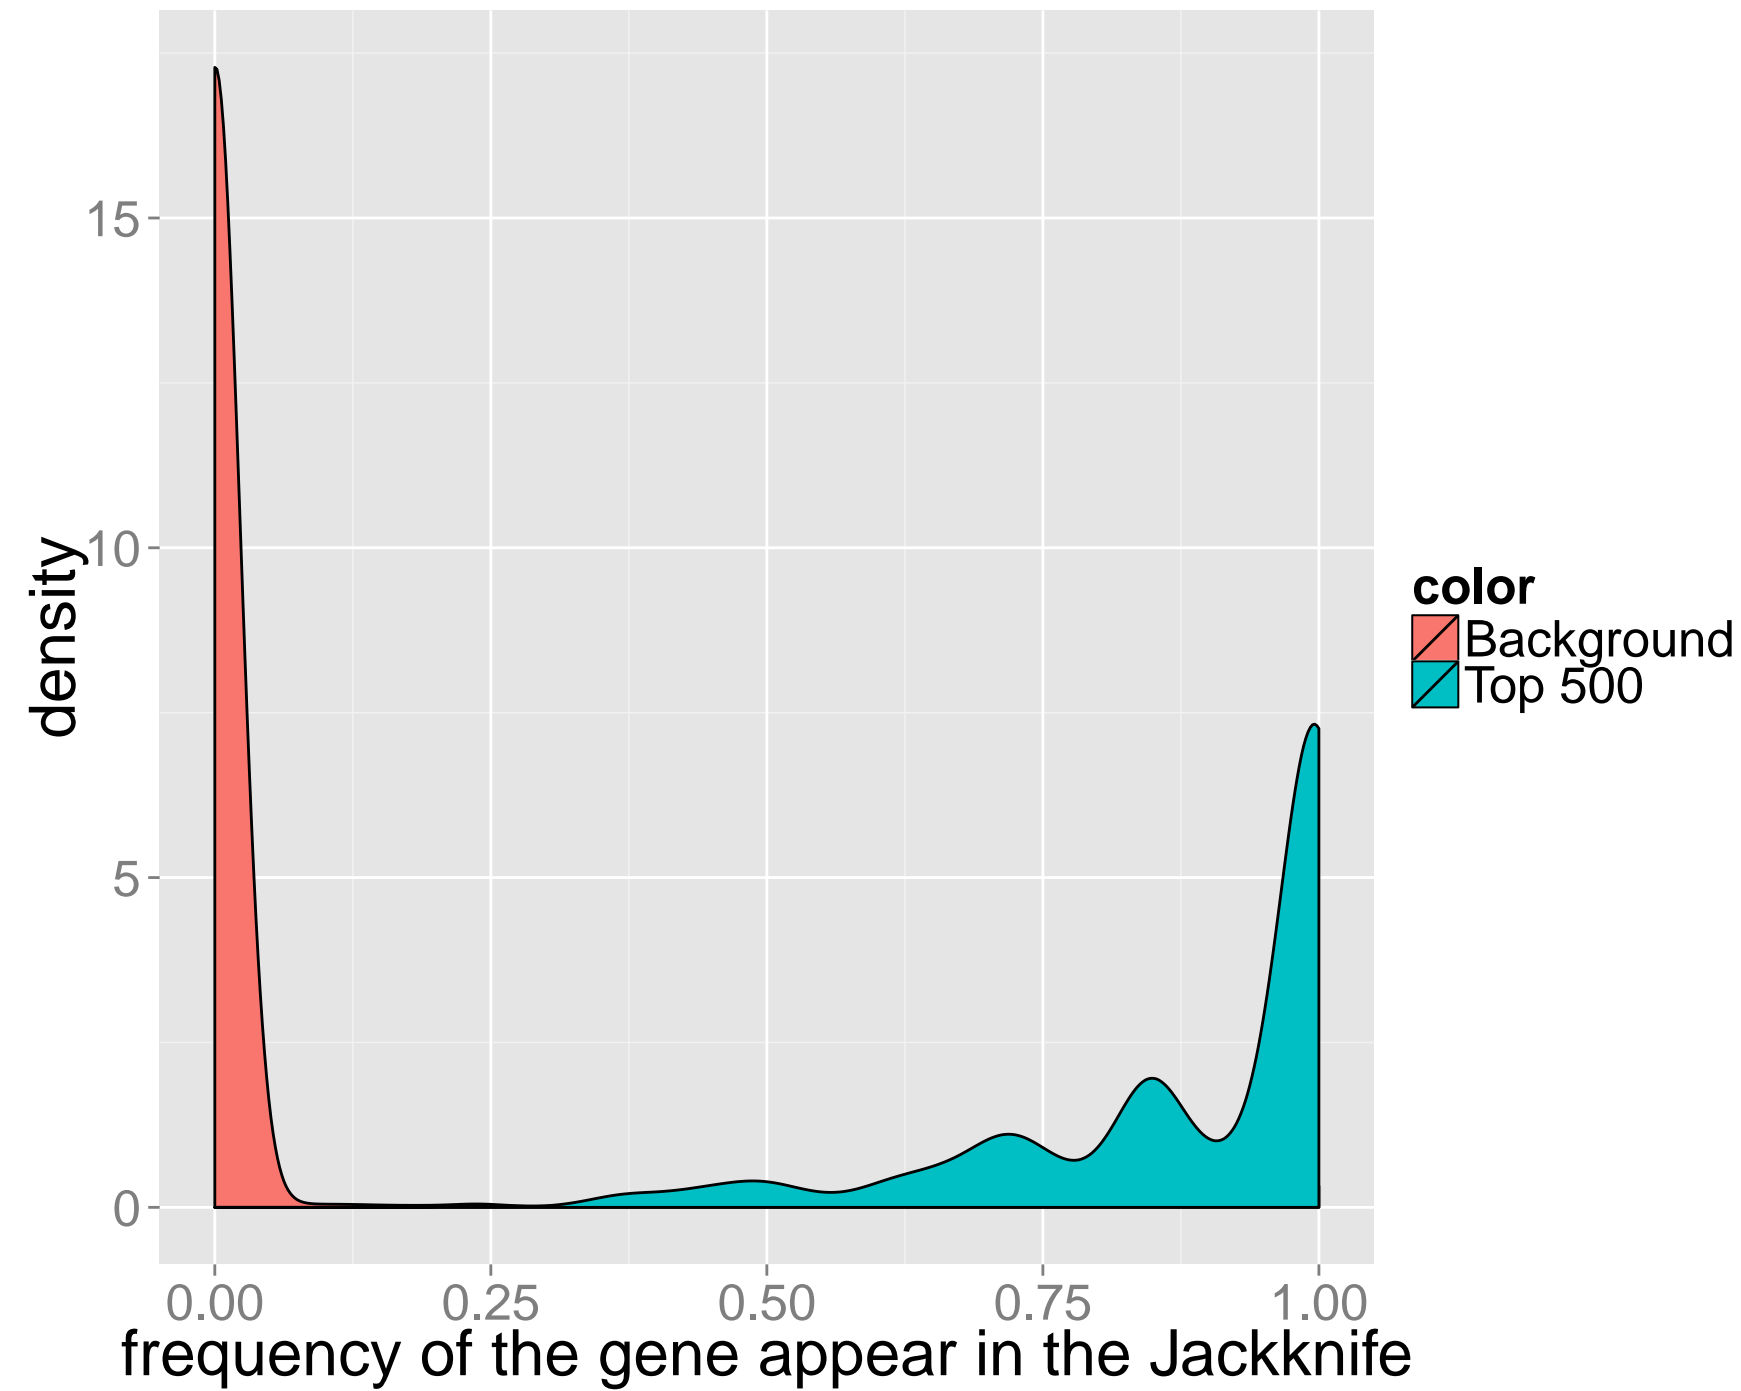 15
10
5
0
density
0.00 0.25 0.50 0.75 1.00
frequency of the gene appear in the Jackknife
color
Background
Top 500